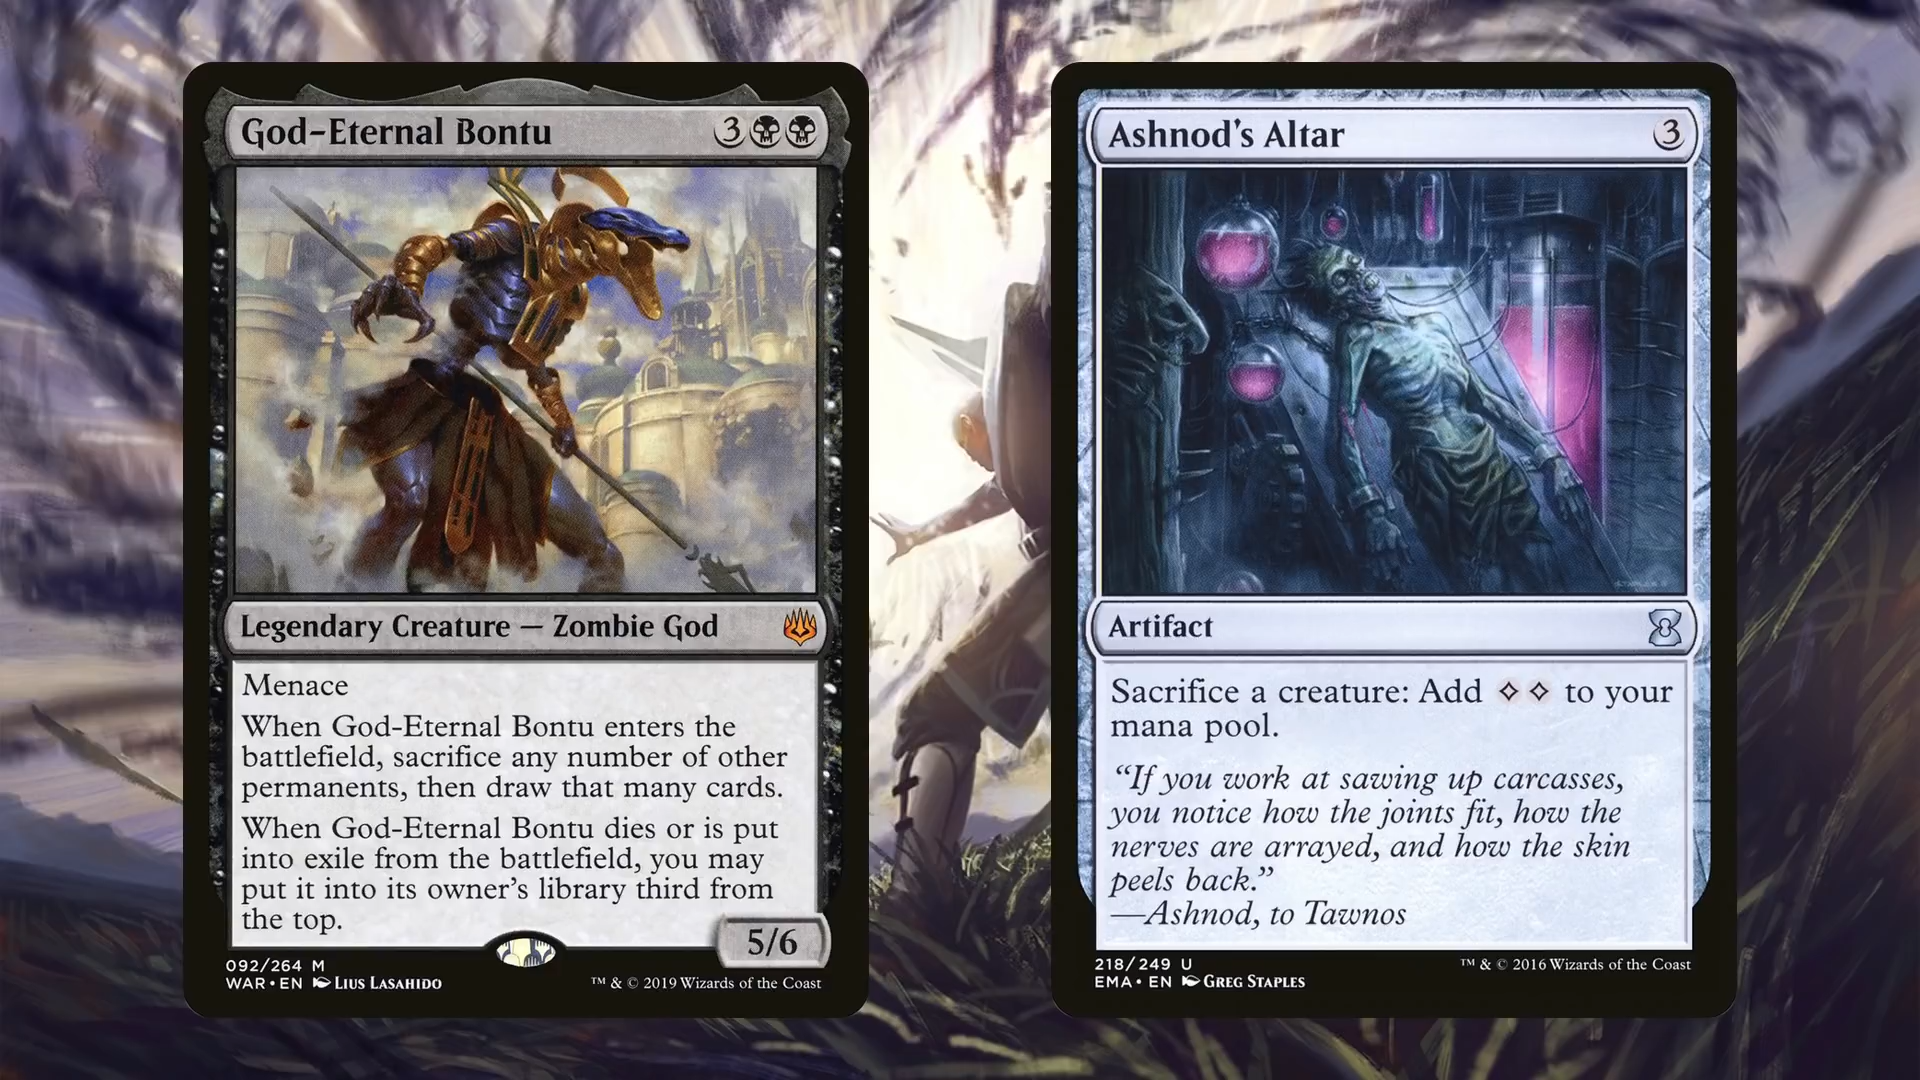 God-Eternal Bontu 3
Legendary Creature — Zombie God
Menace
When God-Eternal Bontu enters the
battlefield, sacrifice any number of other
permanents, then draw that many cards.
When God-Eternal Bontu dies or is put
into exile from the battlefield, you may
put it into its owner's library third from
the top.
5/6
092/264 M
WAR • EN LIUS LASAHIDO
™ & © 2019 Wizards of the Coast
Ashnod's Altar 3
Artifact
Sacrifice a creature: Add to your
mana pool.
"If you work at sawing up carcasses,
you notice how the joints fit, how the
nerves are arrayed, and how the skin
peels back."
—Ashnod, to Tawnos
218/249 U
EMA • EN GREG STAPLES
™ & © 2016 Wizards of the Coast